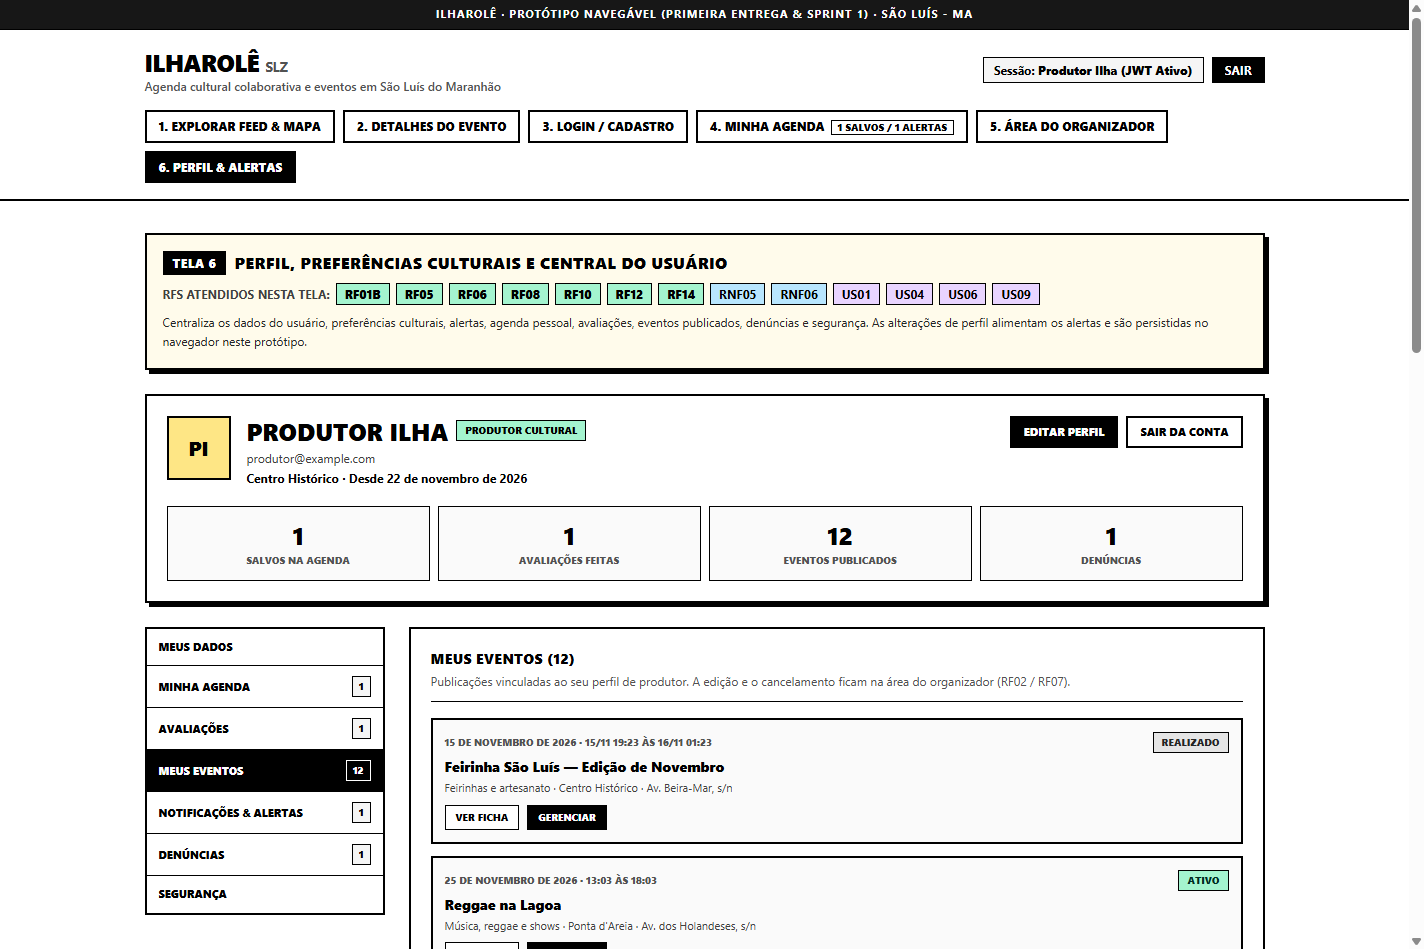 ILHAROLÊ · PROTÓTIPO NAVEGÁVEL (PRIMEIRA ENTREGA & SPRINT 1) · SÃO LUÍS - MA
ILHAROLÊ SLZ
Agenda cultural colaborativa e eventos em São Luís do Maranhão
Sessão: Produtor Ilha (JWT Ativo)
SAIR
1. EXPLORAR FEED & MAPA
2. DETALHES DO EVENTO
3. LOGIN / CADASTRO
4. MINHA AGENDA 1 SALVOS / 1 ALERTAS
5. ÁREA DO ORGANIZADOR
6. PERFIL & ALERTAS
TELA 6 PERFIL, PREFERÊNCIAS CULTURAIS E CENTRAL DO USUÁRIO
RFS ATENDIDOS NESTA TELA: RF01B RF05 RF06 RF08 RF10 RF12 RF14 RNF05 RNF06 US01 US04 US06 US09
Centraliza os dados do usuário, preferências culturais, alertas, agenda pessoal, avaliações, eventos publicados, denúncias e segurança. As alterações de perfil alimentam os alertas e são persistidas no
navegador neste protótipo.
PI
PRODUTOR ILHA PRODUTOR CULTURAL
produtor@example.com
Centro Histórico · Desde 22 de novembro de 2026
EDITAR PERFIL
SAIR DA CONTA
1
SALVOS NA AGENDA
1
AVALIAÇÕES FEITAS
12
EVENTOS PUBLICADOS
1
DENÚNCIAS
MEUS DADOS
MINHA AGENDA 1
AVALIAÇÕES 1
MEUS EVENTOS 12
NOTIFICAÇÕES & ALERTAS 1
DENÚNCIAS 1
SEGURANÇA
MEUS EVENTOS (12)
Publicações vinculadas ao seu perfil de produtor. A edição e o cancelamento ficam na área do organizador (RF02 / RF07).
15 DE NOVEMBRO DE 2026 · 15/11 19:23 ÀS 16/11 01:23
REALIZADO
Feirinha São Luís — Edição de Novembro
Feirinhas e artesanato · Centro Histórico · Av. Beira-Mar, s/n
VER FICHA
GERENCIAR
25 DE NOVEMBRO DE 2026 · 13:03 ÀS 18:03
ATIVO
Reggae na Lagoa
Música, reggae e shows · Ponta d'Areia · Av. dos Holandeses, s/n